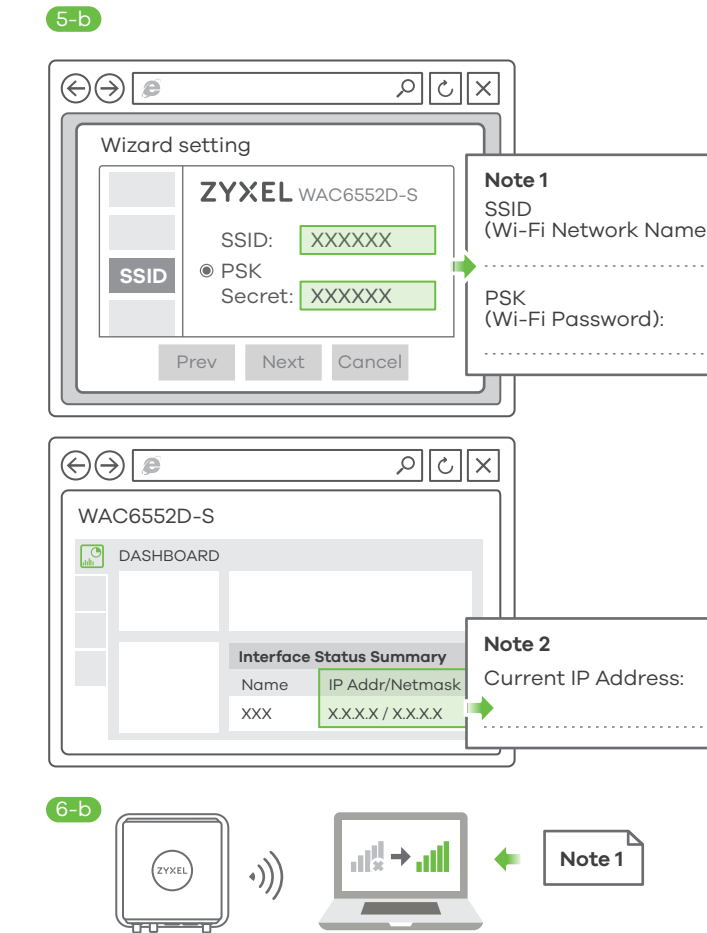 5-b
Wizard setting
ZYXEL WAC6552D-S
SSID: XXXXXX
SSID
PSK
Secret: XXXXXX
Prev Next Cancel
Note 1
SSID
(Wi-Fi Network Name
PSK
(Wi-Fi Password):
WAC6552D-S
DASHBOARD
Interface Status Summary
Name IP Addr/Netmask
XXX X.X.X.X / X.X.X.X
Note 2
Current IP Address:
6-b
ZYXEL
Note 1